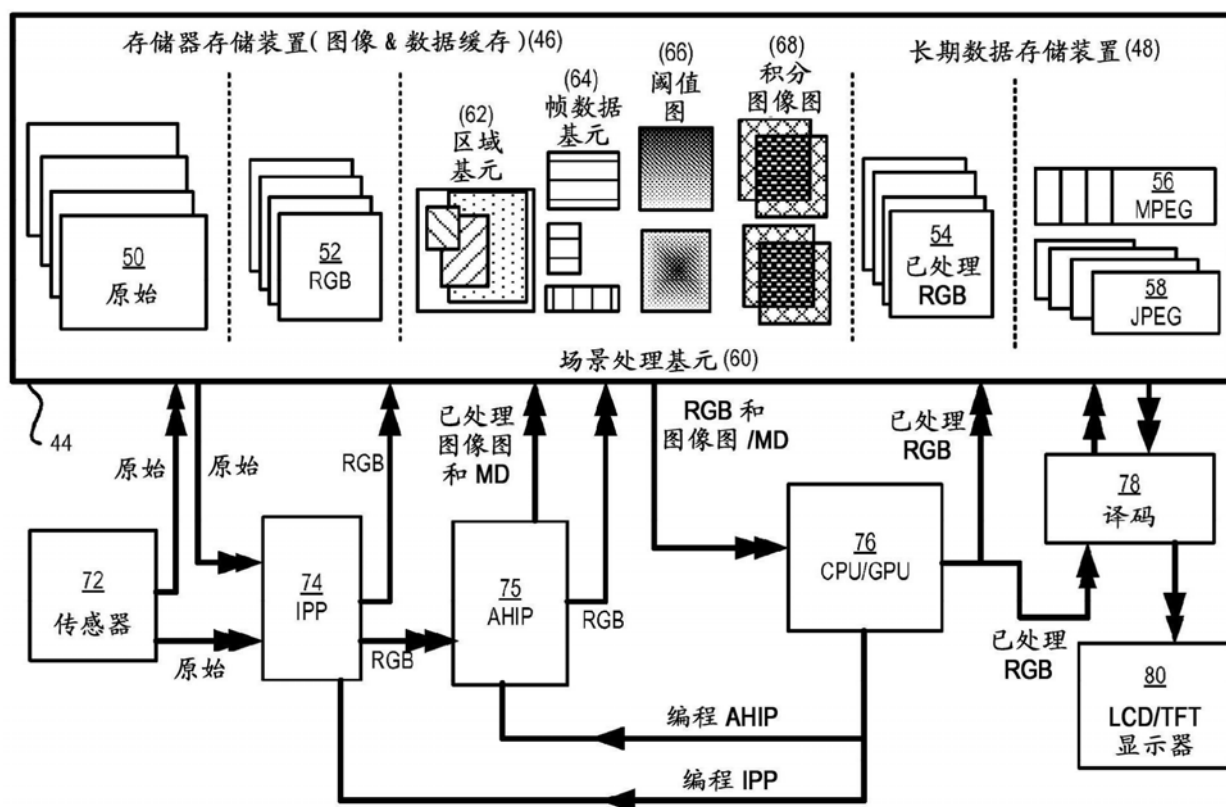 存储器存储装置(图像 & 数据缓存)(46)
长期数据存储装置(48)
(62)
区域
基元
(64)
帧数据
基元
(66)
阈值
图
(68)
积分
图像图
50
原始
52
RGB
54
已处理
RGB
56
MPEG
58
JPEG
场景处理基元(60)
44
原始
原始
RGB
已处理
图像图
和 MD
RGB
RGB 和
图像图 /MD
已处理
RGB
72
传感器
原始
74
IPP
RGB
75
AHIP
76
CPU/GPU
已处理
RGB
78
译码
80
LCD/TFT
显示器
编程 AHIP
编程 IPP